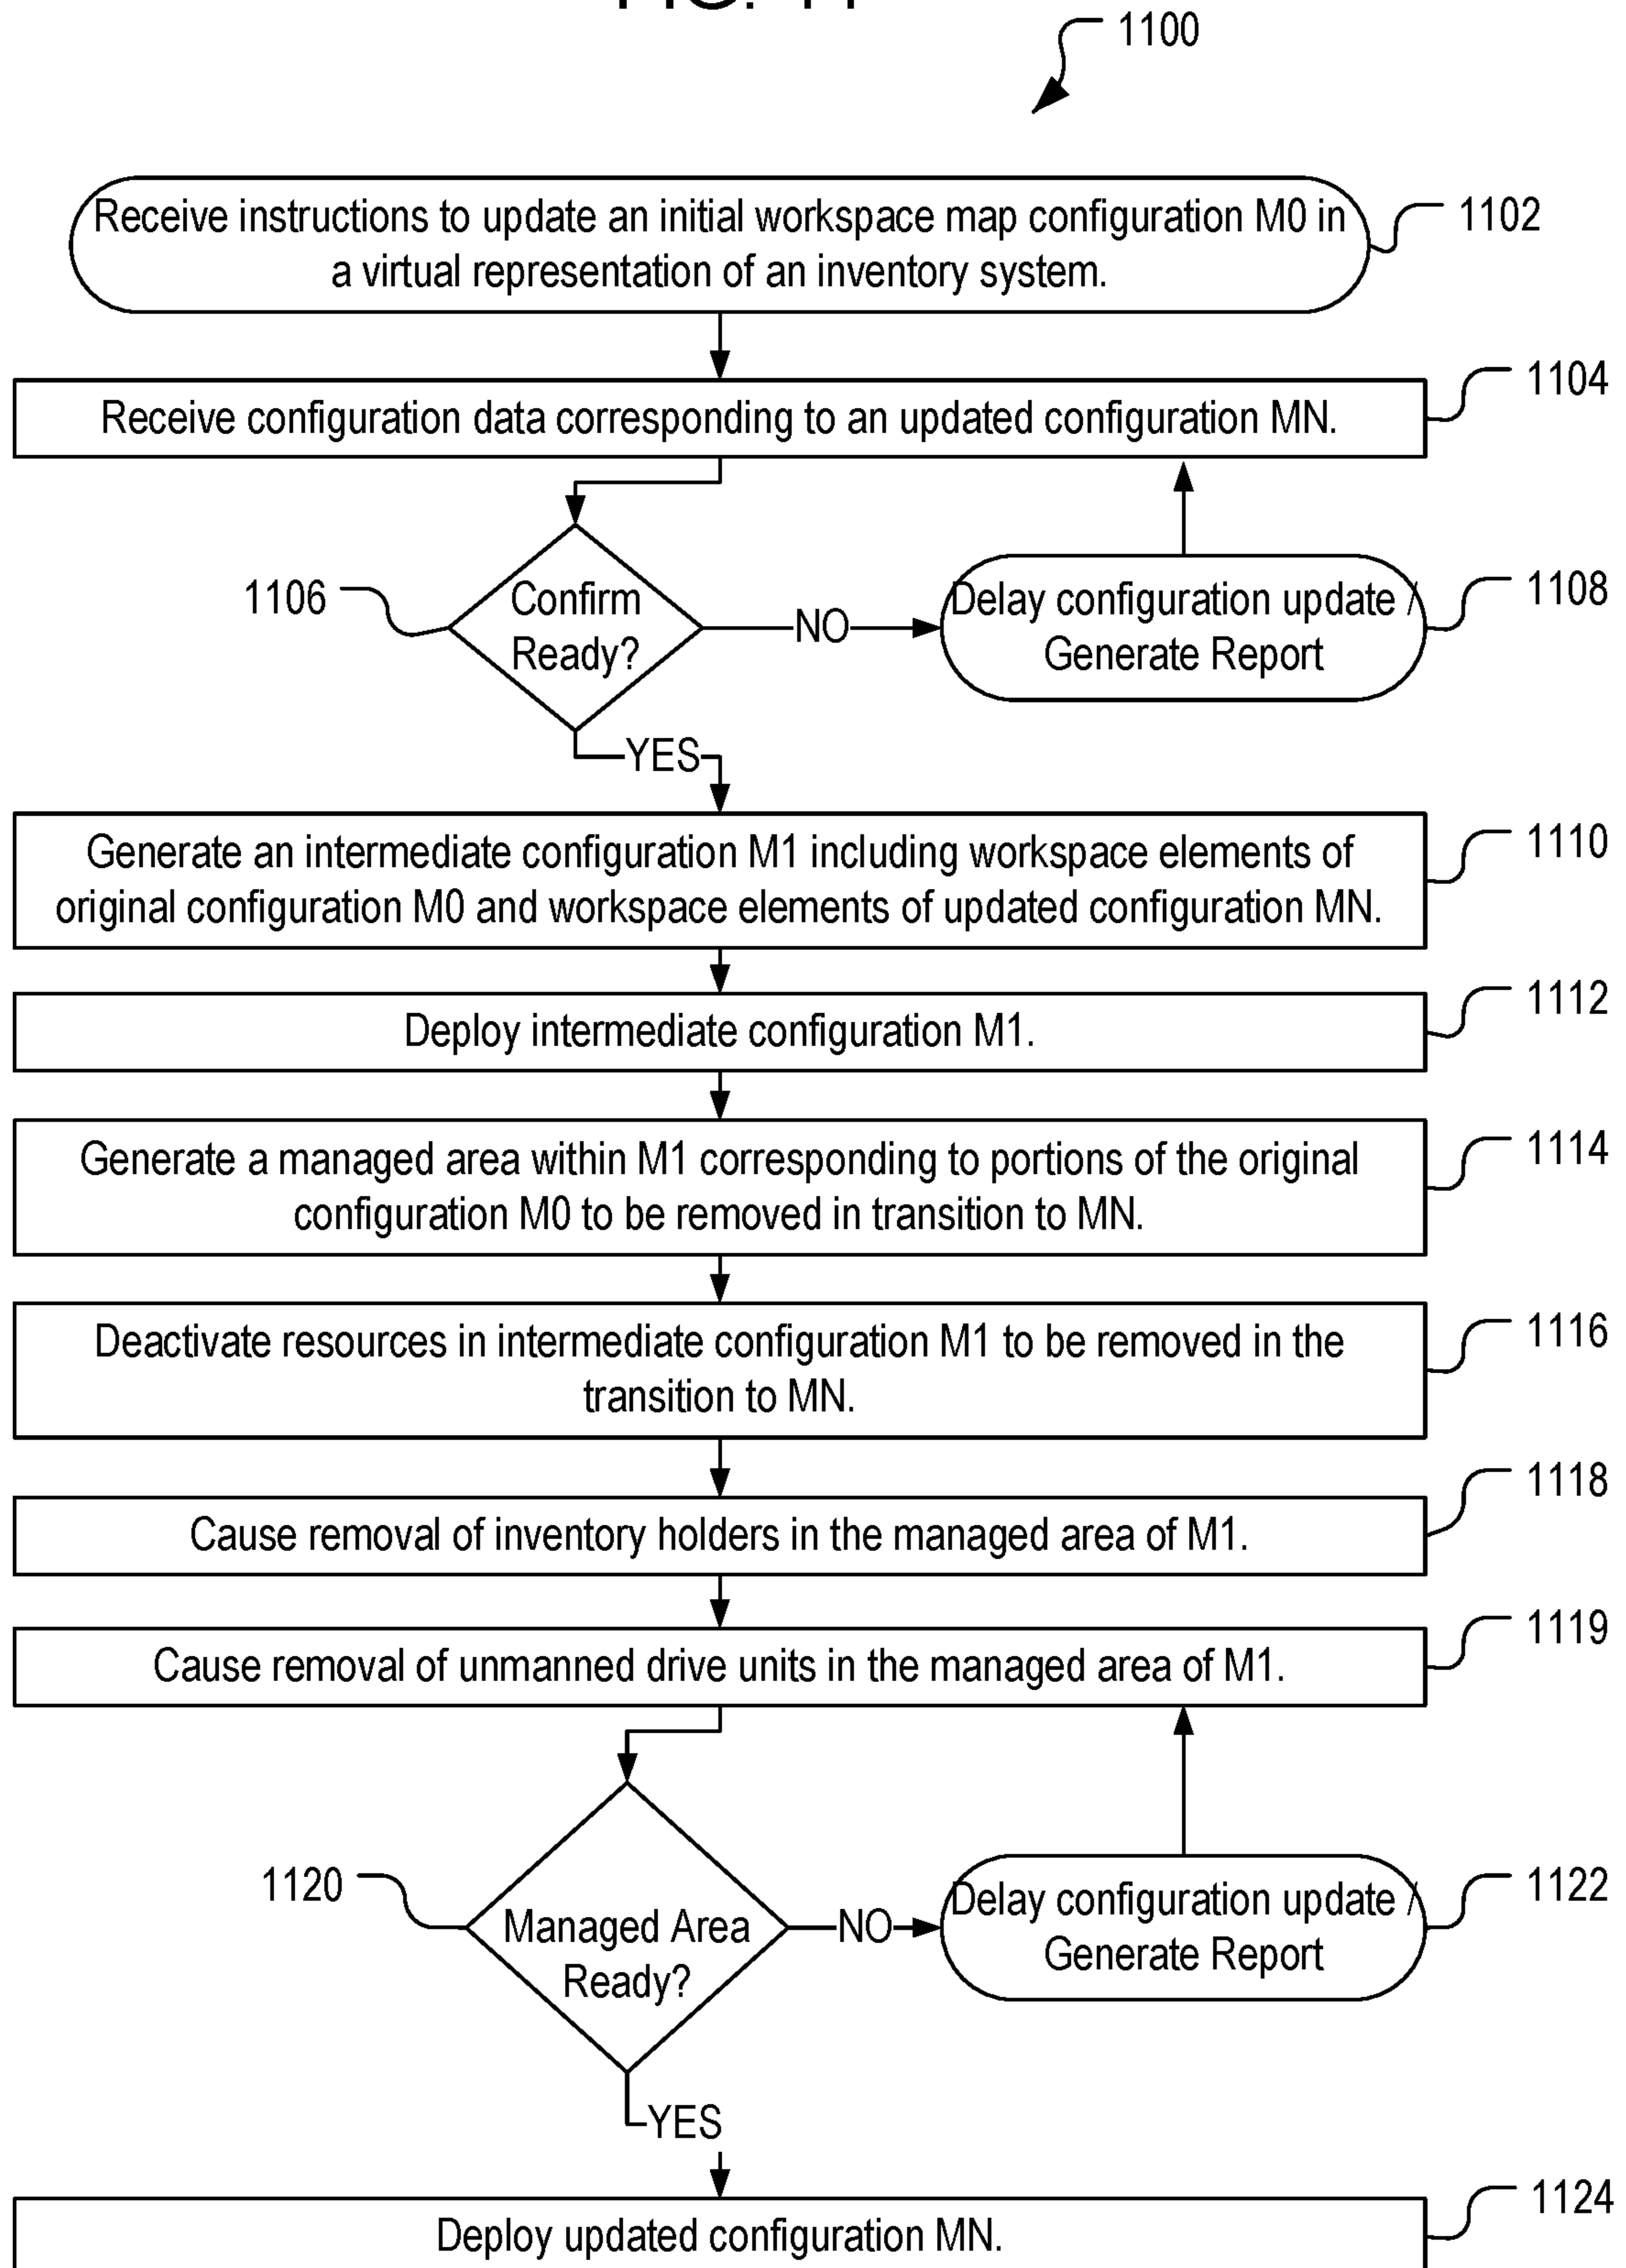 FIG. 11
1100
Receive instructions to update an initial workspace map configuration M0 in
a virtual representation of an inventory system.
1102
Receive configuration data corresponding to an updated configuration MN.
1104
1106
Confirm
Ready?
NO
Delay configuration update /
Generate Report
1108
YES
Generate an intermediate configuration M1 including workspace elements of
original configuration M0 and workspace elements of updated configuration MN.
1110
Deploy intermediate configuration M1.
1112
Generate a managed area within M1 corresponding to portions of the original
configuration M0 to be removed in transition to MN.
1114
Deactivate resources in intermediate configuration M1 to be removed in the
transition to MN.
1116
Cause removal of inventory holders in the managed area of M1.
1118
Cause removal of unmanned drive units in the managed area of M1.
1119
1120
Managed Area
Ready?
NO
Delay configuration update /
Generate Report
1122
YES
Deploy updated configuration MN.
1124